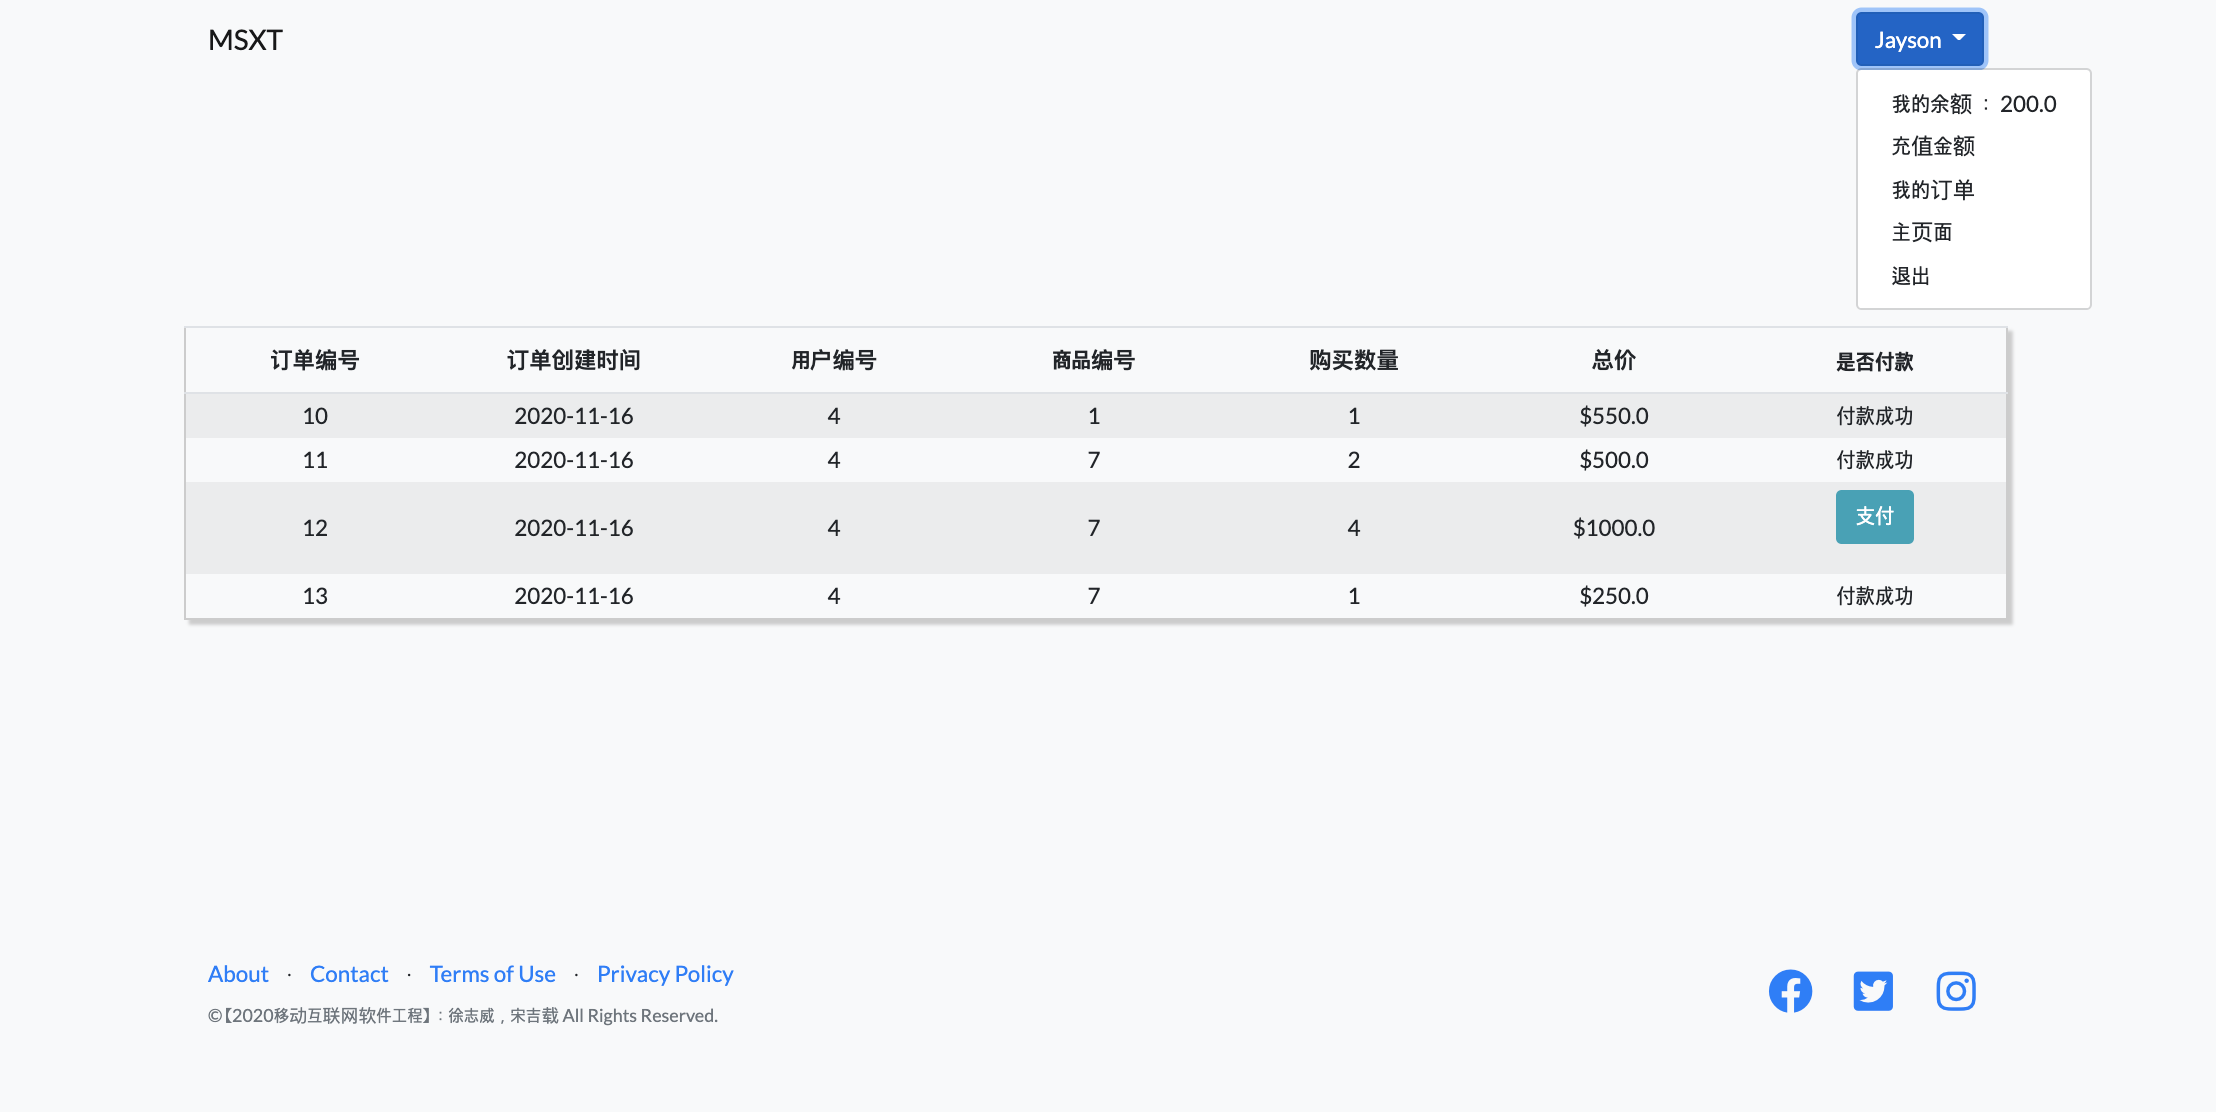 MSXT
Jayson
我的余额 : 200.0
充值金额
我的订单
主页面
退出
订单编号 订单创建时间 用户编号 商品编号 购买数量 总价 是否付款
10 2020-11-16 4 1 1 $550.0 付款成功
11 2020-11-16 4 7 2 $500.0 付款成功
12 2020-11-16 4 7 4 $1000.0 支付
13 2020-11-16 4 7 1 $250.0 付款成功
About · Contact · Terms of Use · Privacy Policy
©【2020移动互联网软件工程】: 徐志威 , 宋吉载 All Rights Reserved.